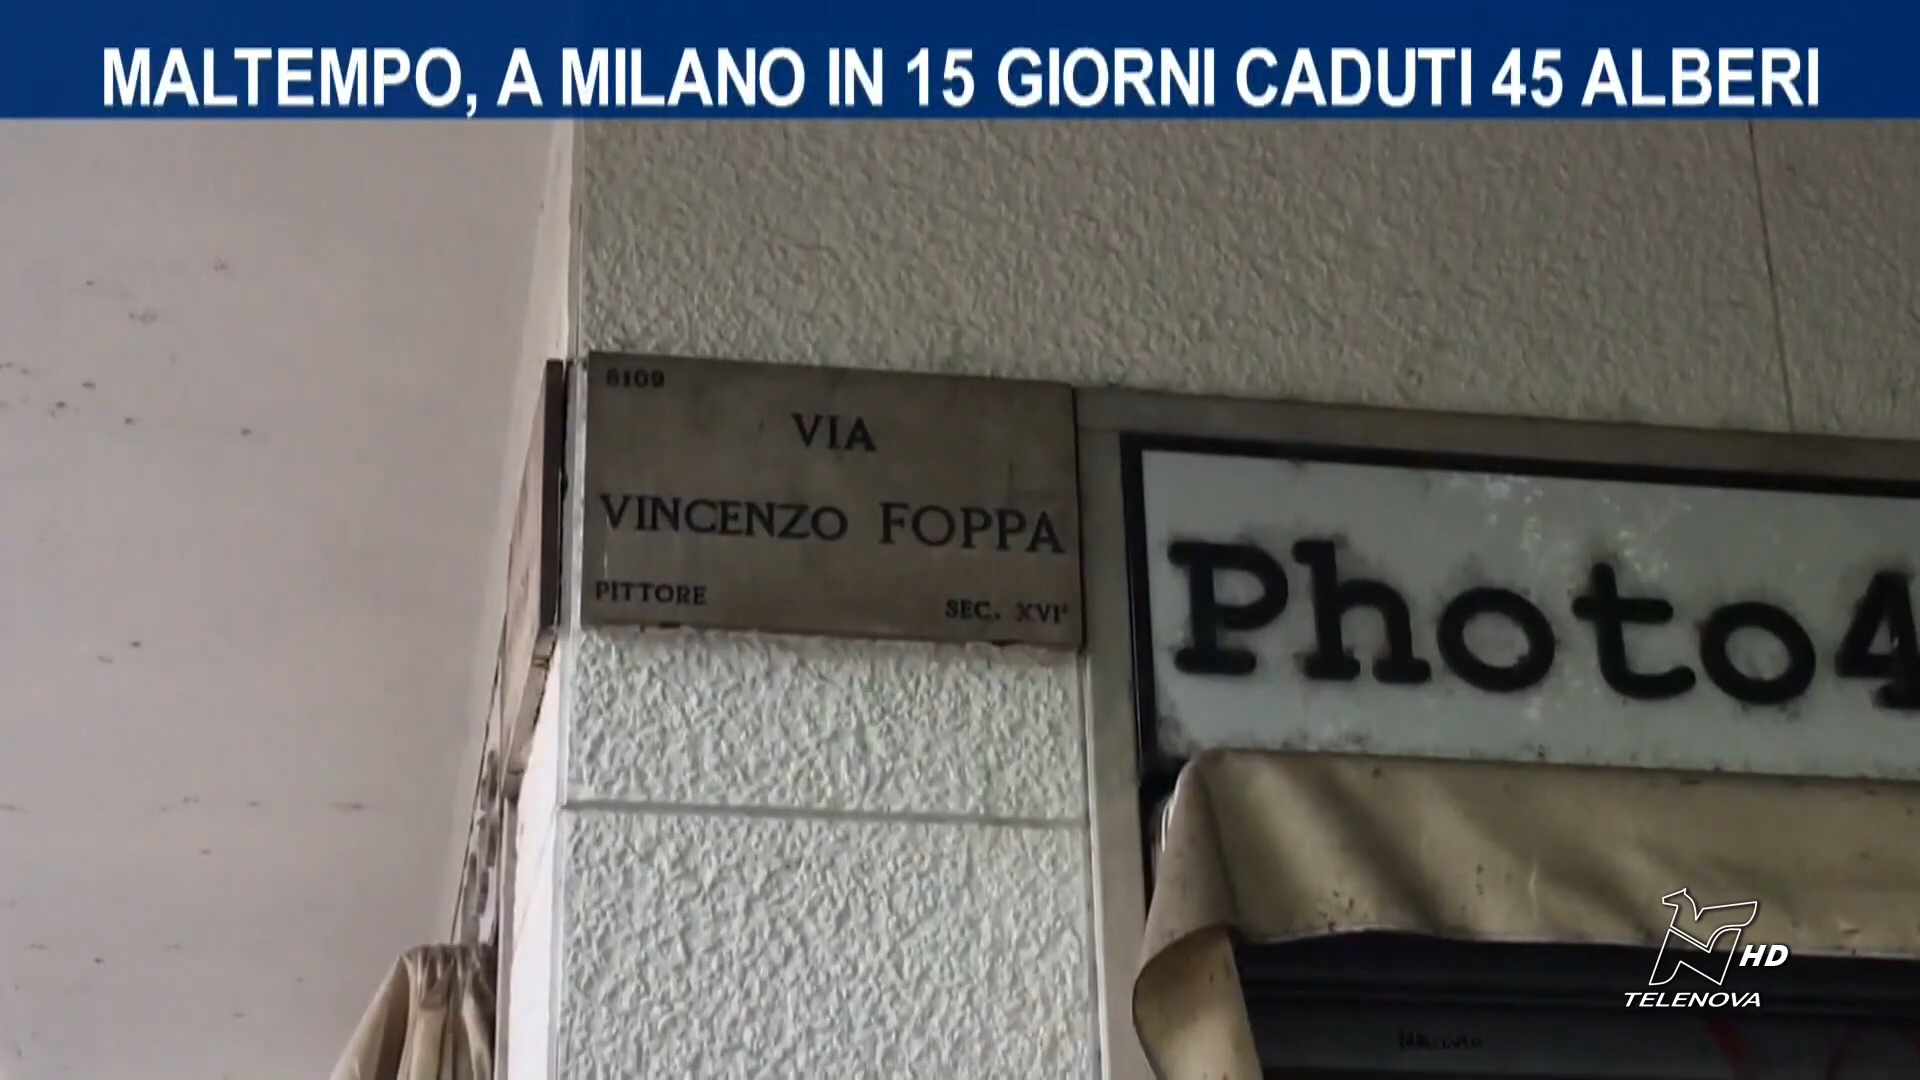 MALTEMPO, A MILANO IN 15 GIORNI CADUTI 45 ALBERI
6109
VIA
VINCENZO FOPPA
PITTORE SEC. XVI°
Photo4
HD
TELENOVA